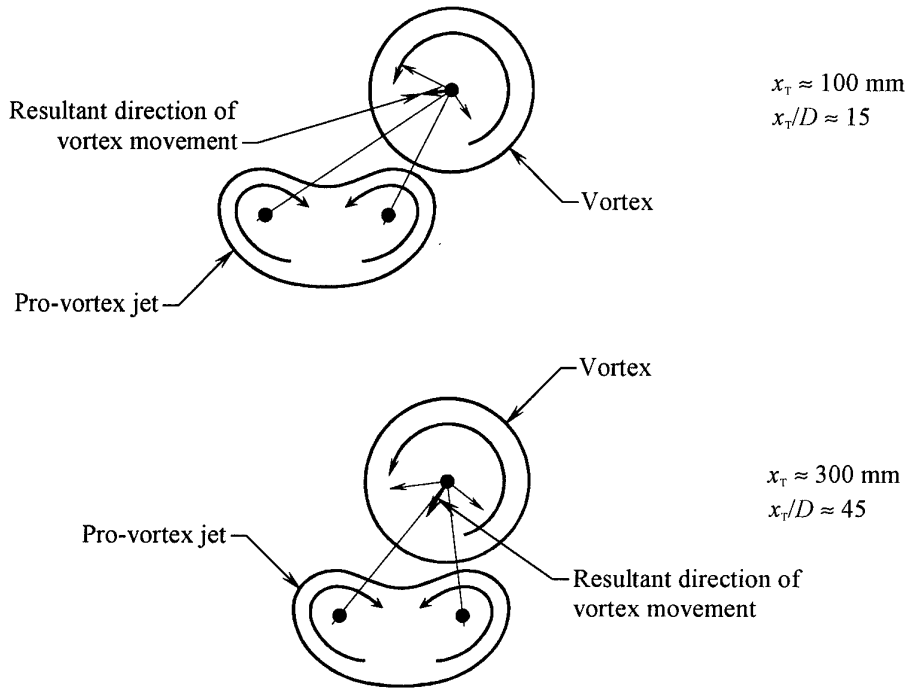 x_T ≈ 100 mm
x_T/D ≈ 15
Resultant direction of
vortex movement
Vortex
Pro-vortex jet
Vortex
x_T ≈ 300 mm
x_T/D ≈ 45
Pro-vortex jet
Resultant direction of
vortex movement